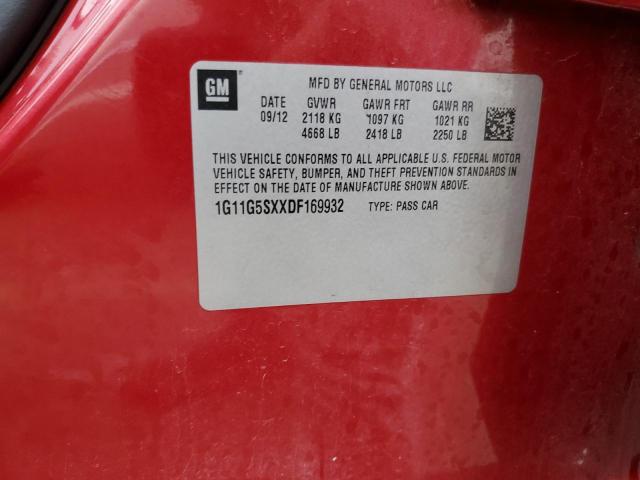 GM
MFD BY GENERAL MOTORS LLC
DATE GVWR GAWR FRT GAWR RR
09/12 2118 KG 1097 KG 1021 KG
4668 LB 2418 LB 2250 LB
THIS VEHICLE CONFORMS TO ALL APPLICABLE U.S. FEDERAL MOTOR
VEHICLE SAFETY, BUMPER, AND THEFT PREVENTION STANDARDS IN
EFFECT ON THE DATE OF MANUFACTURE SHOWN ABOVE.
1G11G5SXXDF169932 TYPE: PASS CAR